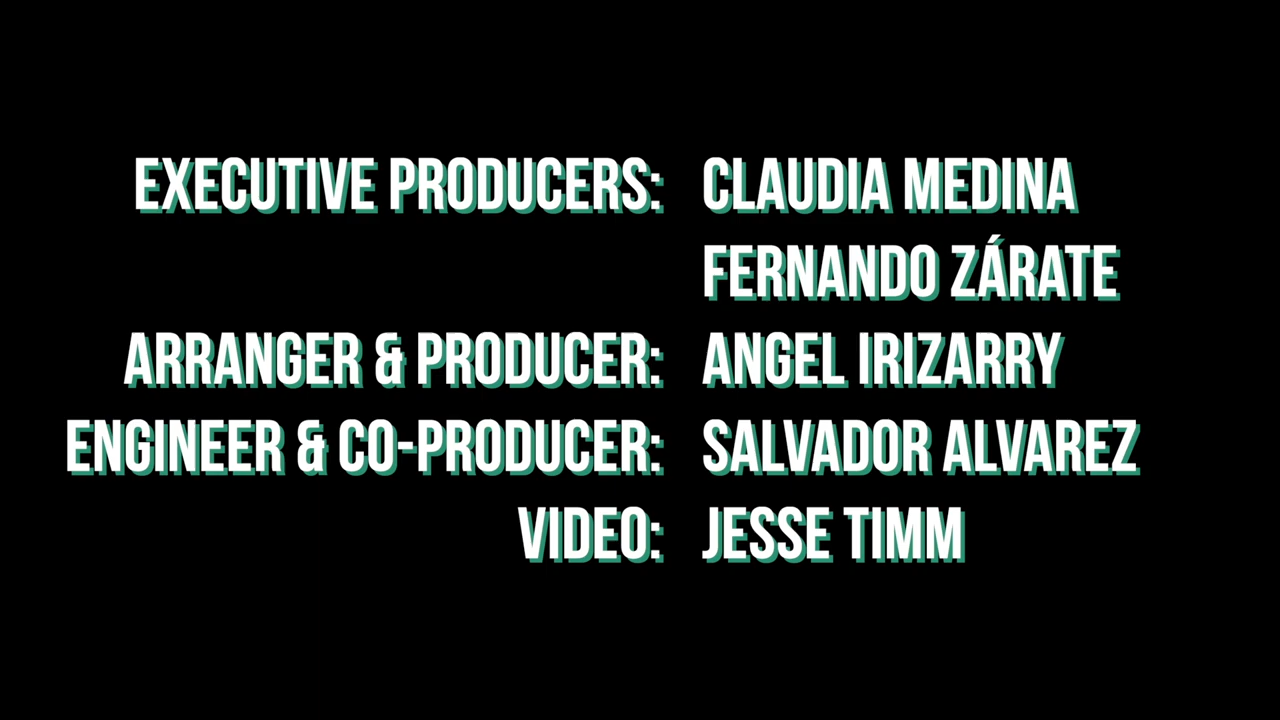 EXECUTIVE PRODUCERS: CLAUDIA MEDINA
FERNANDO ZÁRATE
ARRANGER & PRODUCER: ANGEL IRIZARRY
ENGINEER & CO-PRODUCER: SALVADOR ALVAREZ
VIDEO: JESSE TIMM